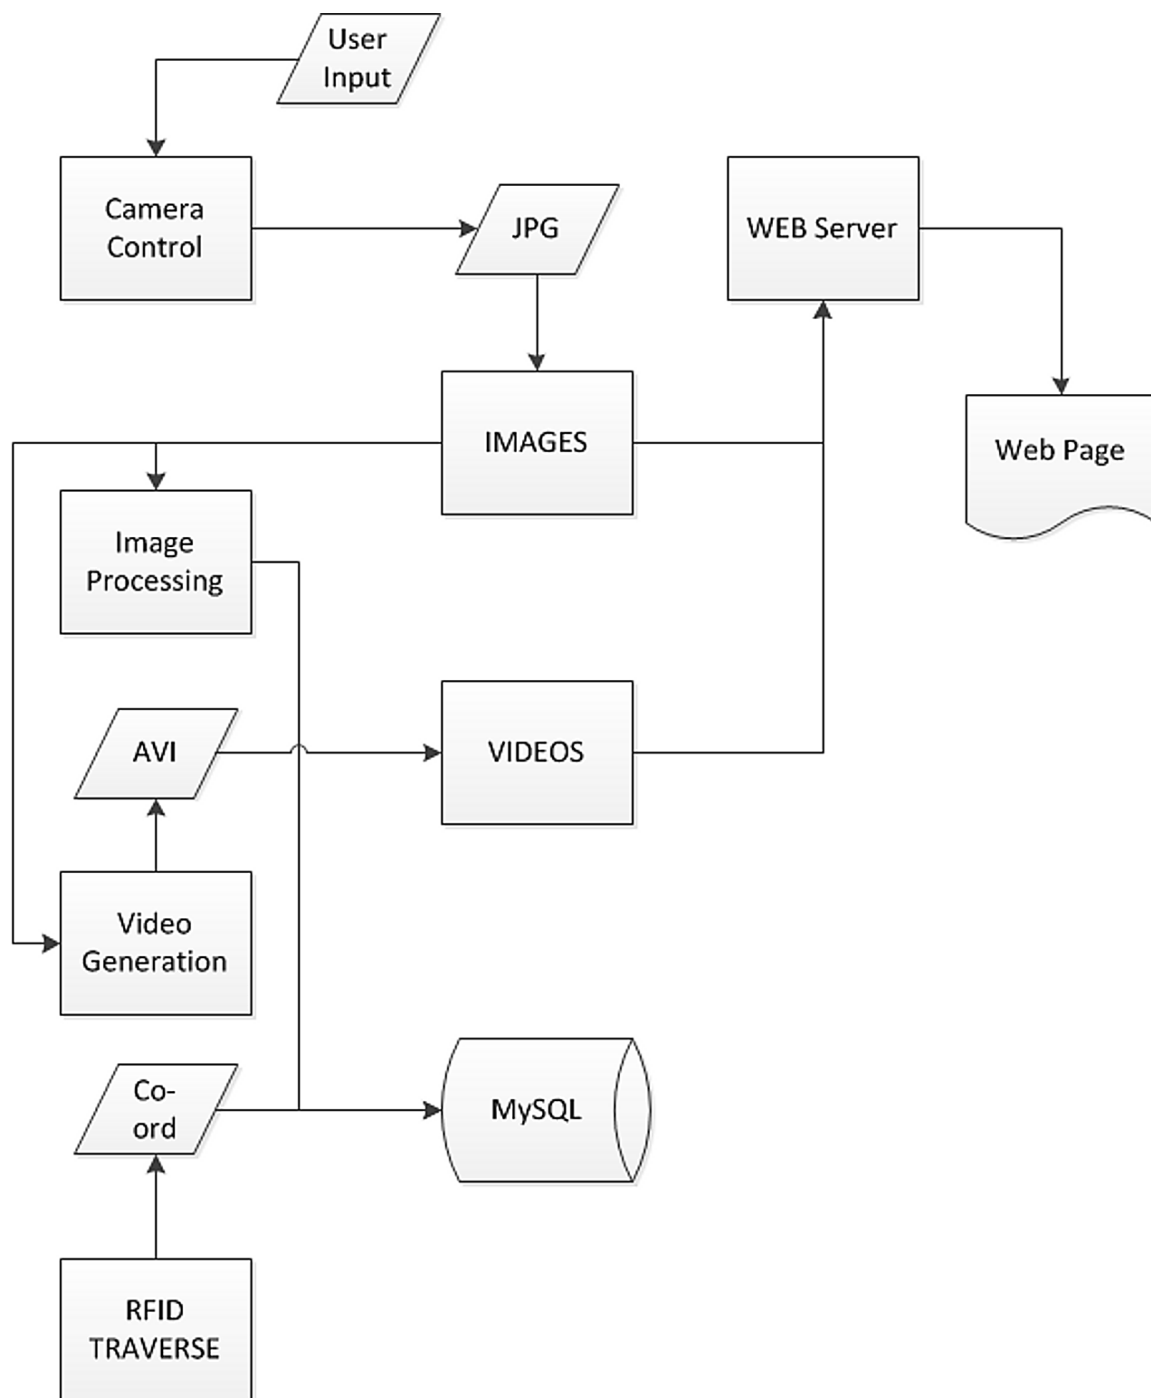 User
Input
Camera
Control
JPG
WEB Server
IMAGES
Web Page
Image
Processing
AVI
VIDEOS
Video
Generation
Co-
ord
MySQL
RFID
TRAVERSE